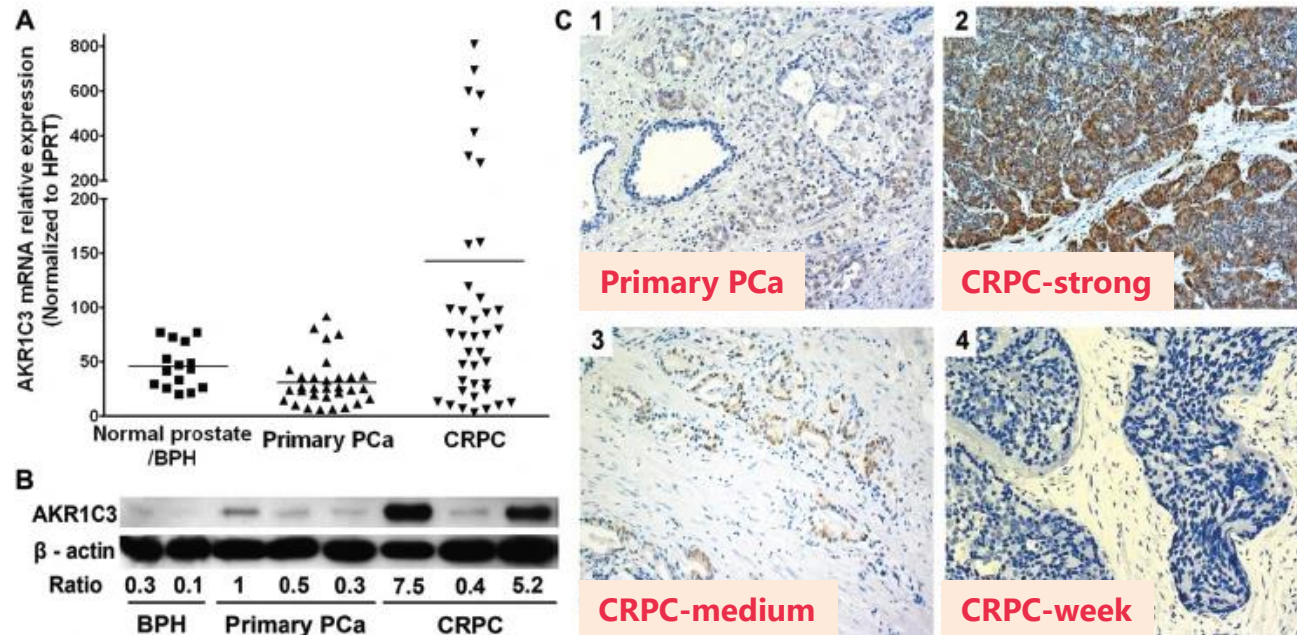 A
AKR1C3 mRNA relative expression
(Normalized to HPRT)
800
600
400
200
200
150
100
50
0
Normal prostate
/BPH
Primary PCa
CRPC
B
AKR1C3
β - actin
Ratio 0.3 0.1 1 0.5 0.3 7.5 0.4 5.2
BPH Primary PCa CRPC
C
1
Primary PCa
2
CRPC-strong
3
CRPC-medium
4
CRPC-week